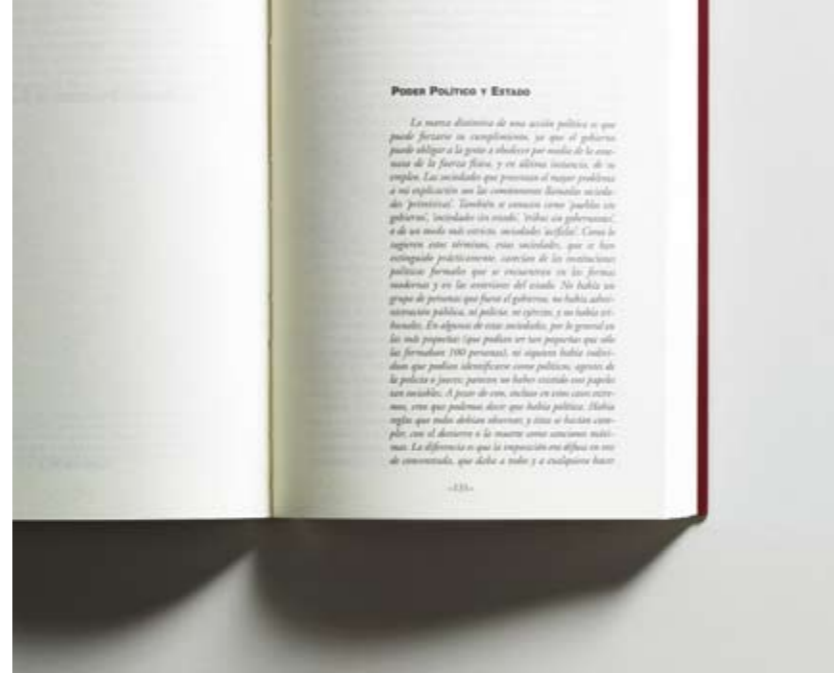 PODER POLÍTICO Y ESTADO
La marca distintiva de una acción política es que
puede forzarse su cumplimiento, ya que el gobierno
puede obligar a la gente a obedecer por medio de la ame-
naza de la fuerza física, y en última instancia, de su
empleo. Las sociedades que presentan el mayor problema
a mi explicación son las comúnmente llamadas socieda-
des 'primitivas'. También se conocen como 'pueblos sin
gobierno', 'sociedades sin estado', 'tribus sin gobernantes',
o de un modo más estricto, sociedades 'acéfalas'. Como lo
sugieren estos términos, estas sociedades, que se han
extinguido prácticamente, carecían de las instituciones
políticas formales que se encuentran en las formas
modernas y en las anteriores del estado. No había un
grupo de personas que fuera el gobierno, no había admi-
nistración pública, ni policía, ni ejército, y no había tri-
bunales. En algunas de estas sociedades, por lo general en
las más pequeñas (que podían ser tan pequeñas que sólo
las formaban 100 personas), ni siquiera había indivi-
duos que podían identificarse como políticos, agentes de
la policía o jueces; parecen no haber existido esos papeles
tan sociables. A pesar de esto, incluso en estos casos extre-
mos, creo que podemos decir que había política. Había
reglas que todos debían observar, y éstas se hacían cum-
plir, con el destierro o la muerte como sanciones máxi-
mas. La diferencia es que la imposición era difusa en vez
de concentrada, que daba a todos y a cualquiera hacer